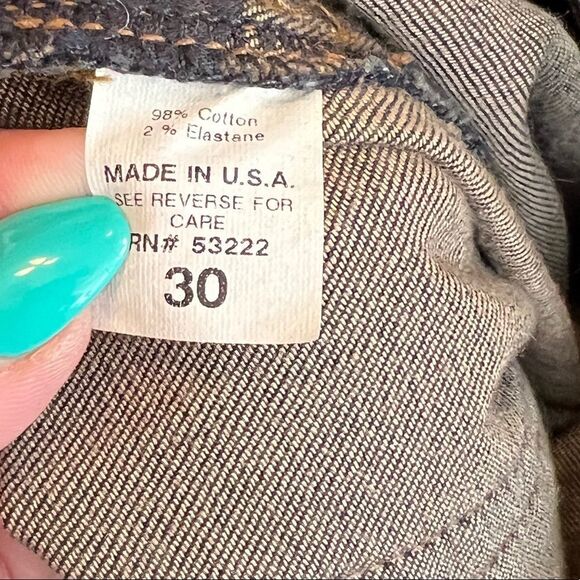 98% Cotton
2 % Elastane
MADE IN U.S.A.
SEE REVERSE FOR
CARE
RN# 53222
30